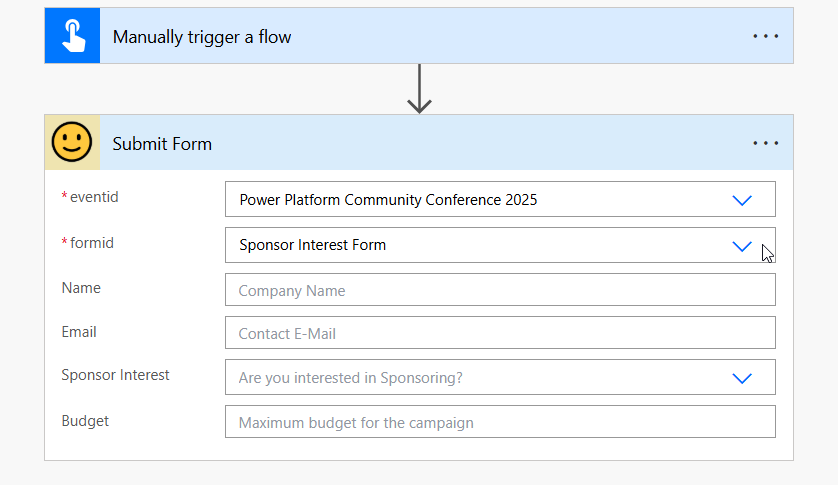 Manually trigger a flow
Submit Form
* eventid Power Platform Community Conference 2025
* formid Sponsor Interest Form
Name Company Name
Email Contact E-Mail
Sponsor Interest Are you interested in Sponsoring?
Budget Maximum budget for the campaign